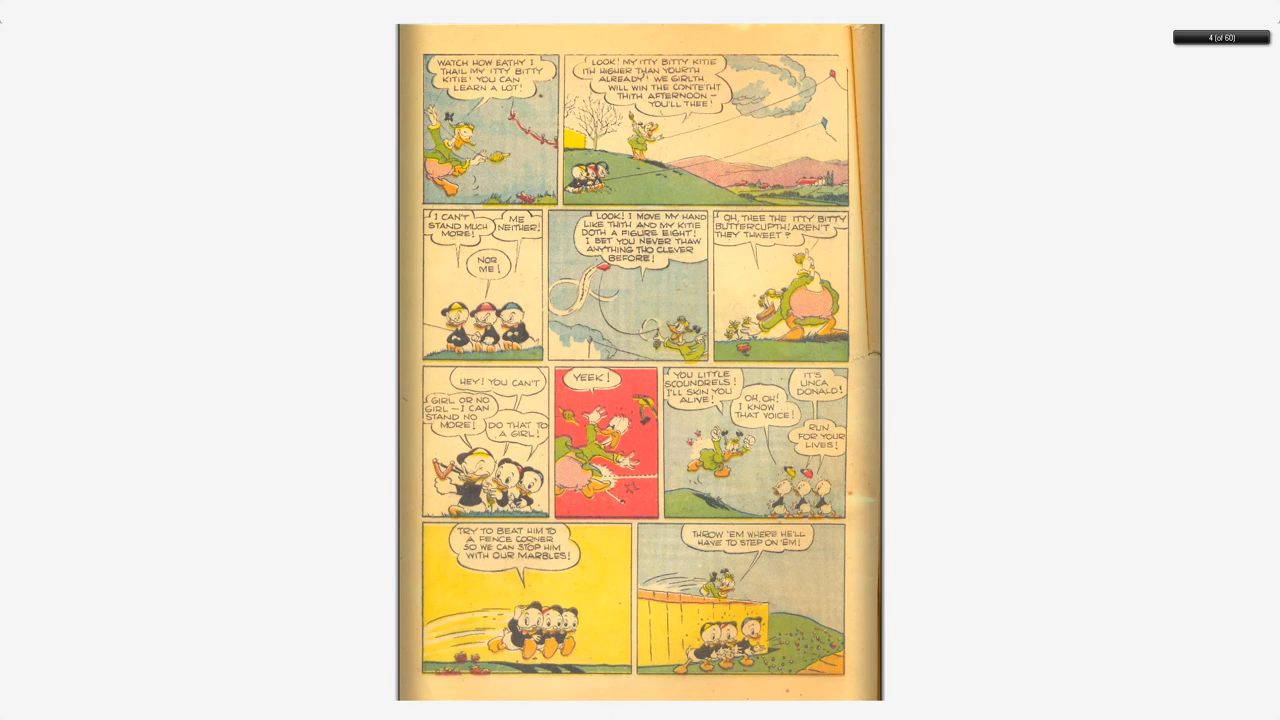 4 (of 60)
WATCH HOW EATHY I
THAIL MY ITTY BITTY
KITIE! YOU CAN
LEARN A LOT!
LOOK! MY ITTY BITTY KITIE
ITH HIGHER THAN YOURTH
ALREADY! WE GIRLTH
WILL WIN THE CONTETHT
THITH AFTERNOON –
YOU'LL THEE!
I CAN'T
STAND MUCH
MORE!
ME
NEITHER!
NOR
ME!
LOOK! I MOVE MY HAND
LIKE THITH AND MY KITIE
DOTH A FIGURE EIGHT!
I BET YOU NEVER THAW
ANYTHING THO CLEVER
BEFORE!
OH, THEE THE ITTY BITTY
BUTTERCUPTH! AREN'T
THEY THWEET?
HEY! YOU CAN'T
GIRL OR NO
GIRL – I CAN
STAND NO
MORE!
DO THAT TO
A GIRL!
YEEK!
YOU LITTLE
SCOUNDRELS!
I'LL SKIN YOU
ALIVE!
OH, OH!
I KNOW
THAT VOICE!
IT'S
UNCA
DONALD!
RUN
FOR YOUR
LIVES!
TRY TO BEAT HIM TO
A FENCE CORNER
SO WE CAN STOP HIM
WITH OUR MARBLES!
THROW 'EM WHERE HE'LL
HAVE TO STEP ON 'EM!